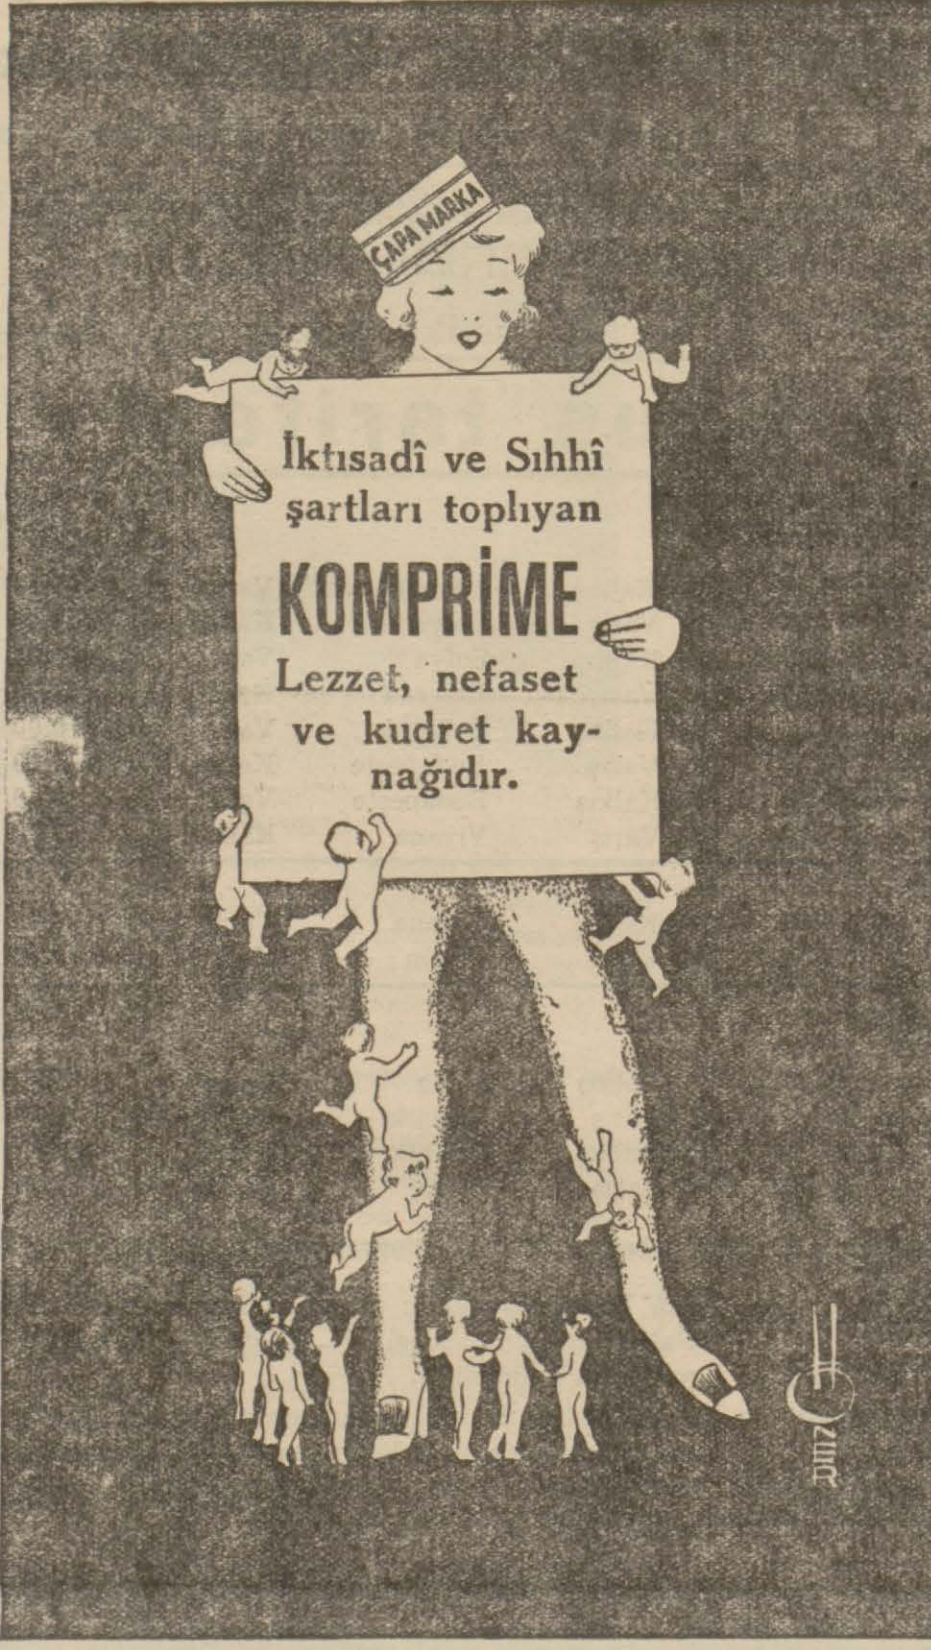 ÇAPA MARKA
İktısadî ve Sıhhî
şartları toplıyan
KOMPRİME
Lezzet, nefaset
ve kudret kay-
nağıdır.